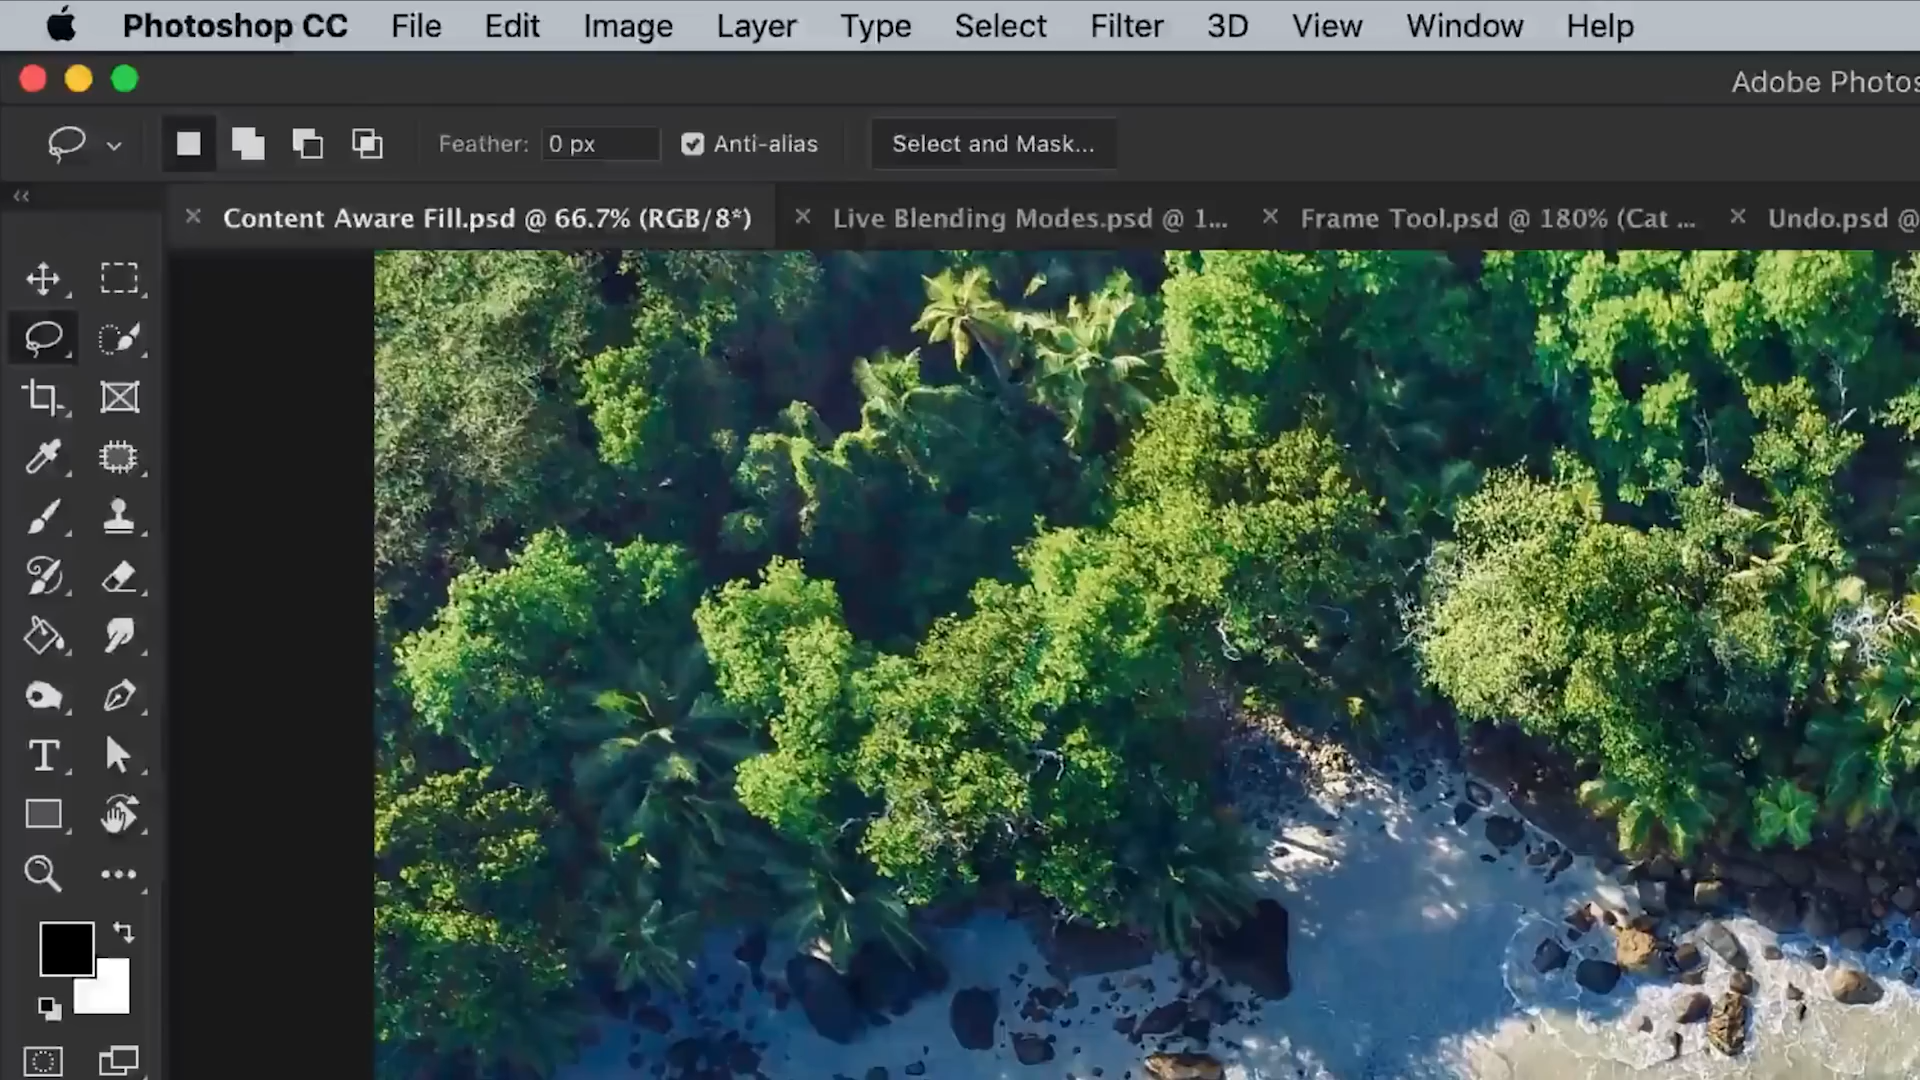 Photoshop CC File Edit Image Layer Type Select Filter 3D View Window Help
Adobe Photos
Feather: 0 px Anti-alias Select and Mask...
Content Aware Fill.psd @ 66.7% (RGB/8*) Live Blending Modes.psd @ 1... Frame Tool.psd @ 180% (Cat ... Undo.psd @